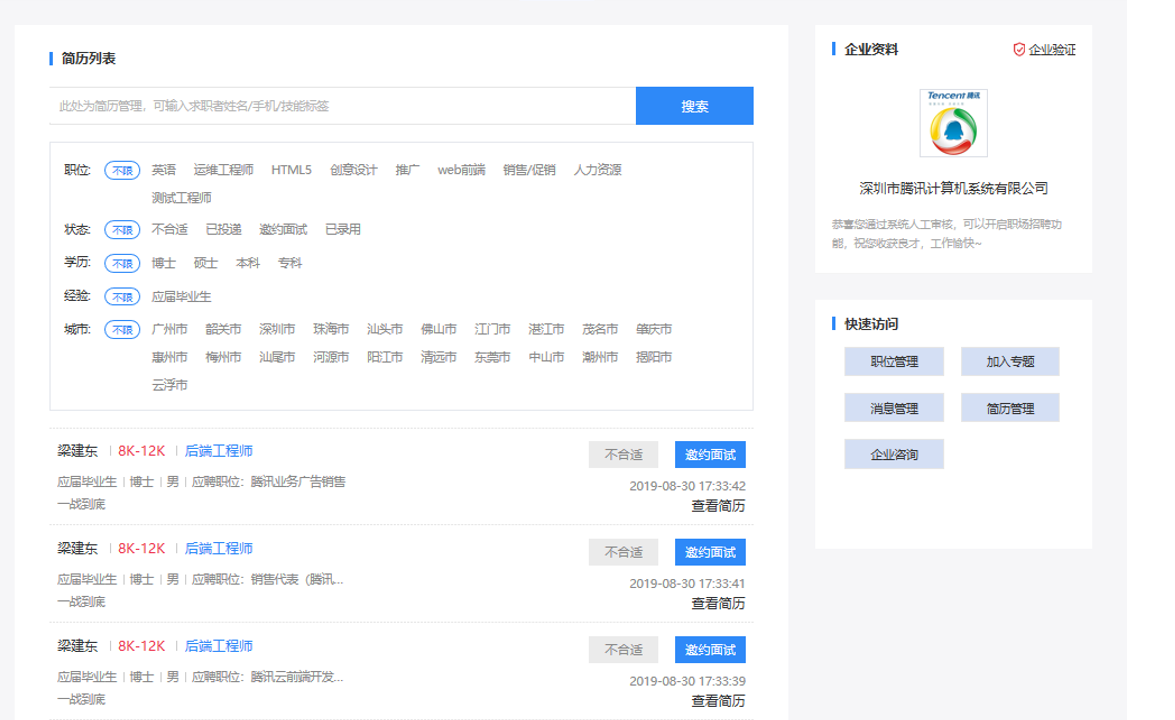 简历列表
此处为简历管理，可输入求职者姓名/手机/技能标签
搜索
职位: 不限 英语 运维工程师 HTML5 创意设计 推广 web前端 销售/促销 人力资源
测试工程师
状态: 不限 不合适 已投递 邀约面试 已录用
学历: 不限 博士 硕士 本科 专科
经验: 不限 应届毕业生
城市: 不限 广州市 韶关市 深圳市 珠海市 汕头市 佛山市 江门市 湛江市 茂名市 肇庆市
惠州市 梅州市 汕尾市 河源市 阳江市 清远市 东莞市 中山市 潮州市 揭阳市
云浮市
梁建东 8K-12K 后端工程师 不合适 邀约面试
应届毕业生 博士 男 应聘职位：腾讯业务广告销售 2019-08-30 17:33:42
一战到底 查看简历
梁建东 8K-12K 后端工程师 不合适 邀约面试
应届毕业生 博士 男 应聘职位：销售代表（腾讯... 2019-08-30 17:33:41
一战到底 查看简历
梁建东 8K-12K 后端工程师 不合适 邀约面试
应届毕业生 博士 男 应聘职位：腾讯云前端开发... 2019-08-30 17:33:39
一战到底 查看简历
企业资料 企业验证
Tencent 腾讯
深圳市腾讯计算机系统有限公司
恭喜您通过系统人工审核，可以开启职场招聘功
能，祝您收获良才，工作愉快~
快速访问
职位管理 加入专题
消息管理 简历管理
企业咨询